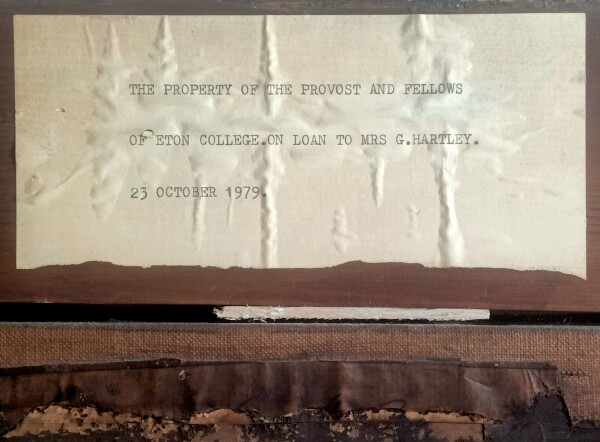 THE PROPERTY OF THE PROVOST AND FELLOWS
OF ETON COLLEGE.ON LOAN TO MRS G.HARTLEY.
23 OCTOBER 1979.